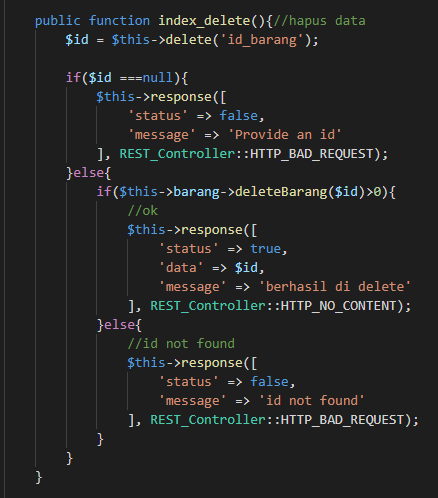 public function index_delete(){//hapus data
    $id = $this->delete('id_barang');

    if($id ===null){
        $this->response([
            'status' => false,
            'message' => 'Provide an id'
        ], REST_Controller::HTTP_BAD_REQUEST);
    }else{
        if($this->barang->deleteBarang($id)>0){
            //ok
            $this->response([
                'status' => true,
                'data' => $id,
                'message' => 'berhasil di delete'
            ], REST_Controller::HTTP_NO_CONTENT);
        }else{
            //id not found
            $this->response([
                'status' => false,
                'message' => 'id not found'
            ], REST_Controller::HTTP_BAD_REQUEST);
        }
    }
}